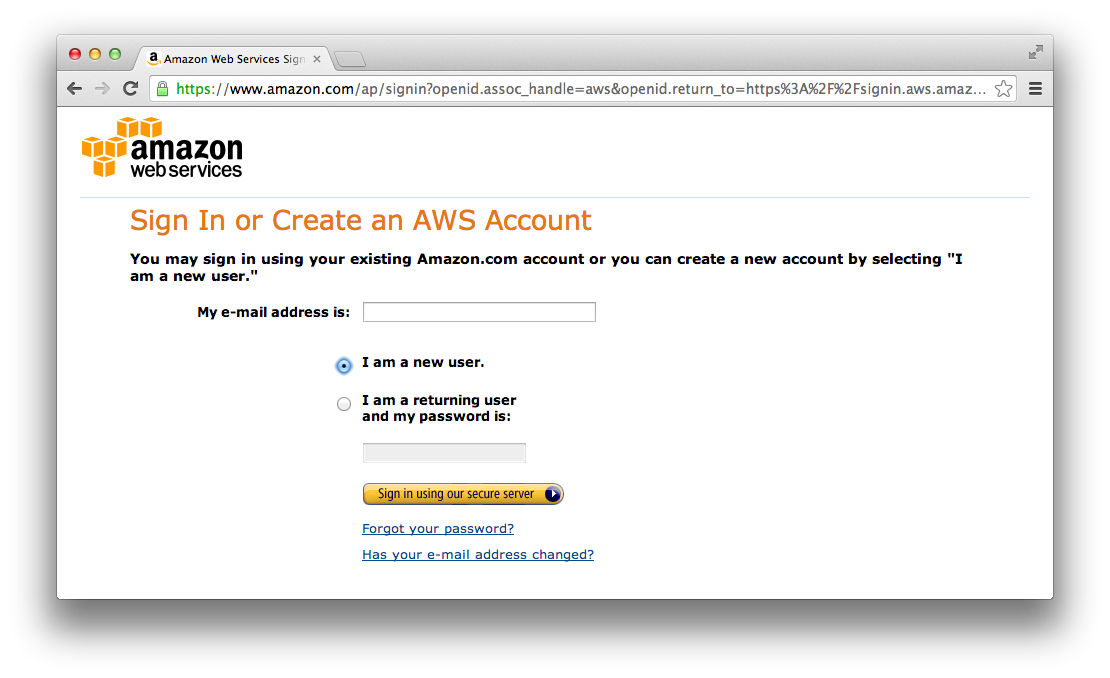 Amazon Web Services Sign
https://www.amazon.com/ap/signin?openid.assoc_handle=aws&openid.return_to=https%3A%2F%2Fsignin.aws.amaz...
amazon
web services
Sign In or Create an AWS Account
You may sign in using your existing Amazon.com account or you can create a new account by selecting "I
am a new user."
My e-mail address is:
I am a new user.
I am a returning user
and my password is:
Sign in using our secure server
Forgot your password?
Has your e-mail address changed?